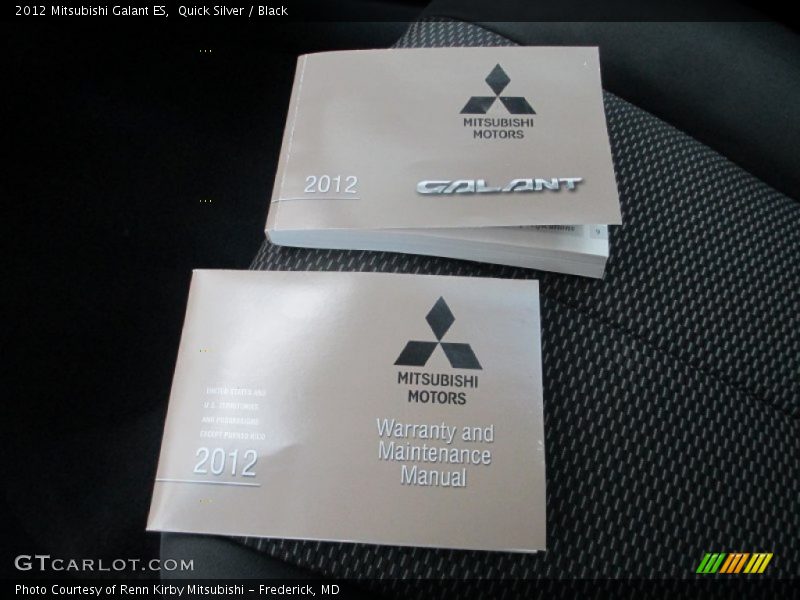 2012 Mitsubishi Galant ES,  Quick Silver / Black
MITSUBISHI
MOTORS
2012
GALANT
MITSUBISHI
MOTORS
UNITED STATES AND
U.S. TERRITORIES
AND POSSESSIONS
EXCEPT PUERTO RICO
2012
Warranty and
Maintenance
Manual
GTCARLOT.COM
Photo Courtesy of Renn Kirby Mitsubishi - Frederick, MD